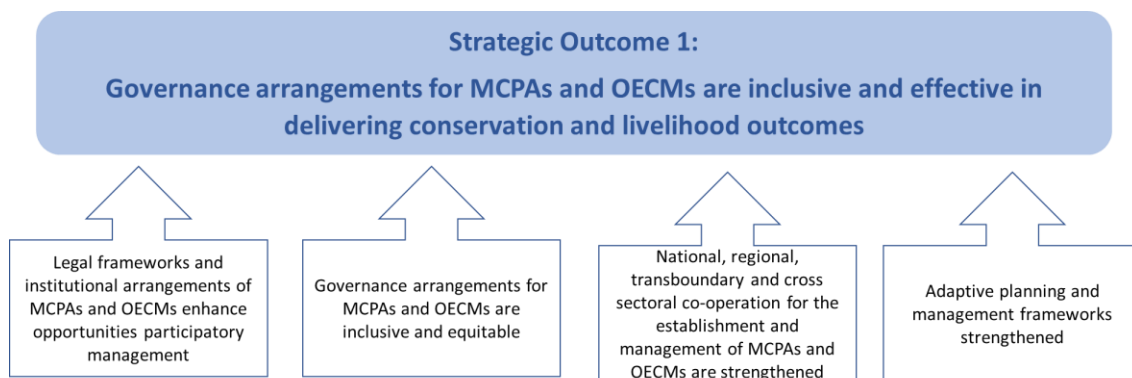 Strategic Outcome 1:
Governance arrangements for MCPAs and OECMs are inclusive and effective in
delivering conservation and livelihood outcomes
Legal frameworks and
institutional arrangements of
MCPAs and OECMs enhance
opportunities participatory
management
Governance arrangements for
MCPAs and OECMs are
inclusive and equitable
National, regional,
transboundary and cross
sectoral co-operation for the
establishment and
management of MCPAs and
OECMs are strengthened
Adaptive planning and
management frameworks
strengthened